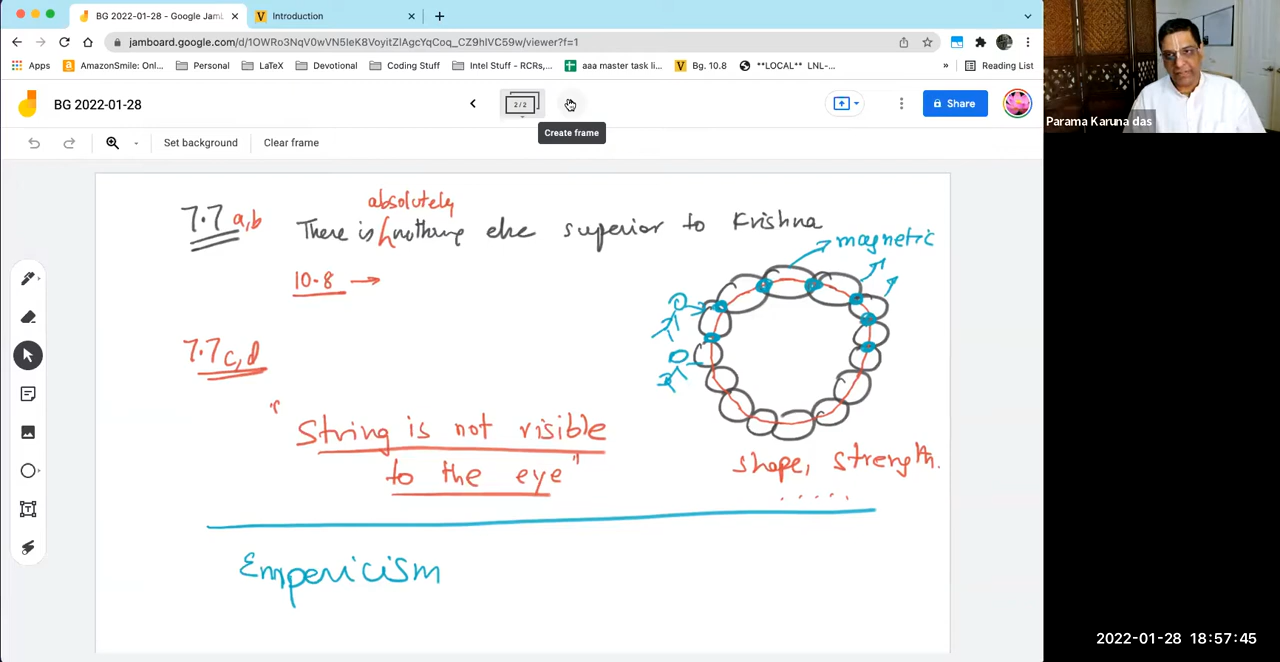 BG 2022-01-28 - Google Jam
Introduction
jamboard.google.com/d/1OWRo3NqV0wVN5IeK8VoyitZlAgcYqCoq_CZ9hlVC59w/viewer?f=1
Apps
AmazonSmile: Onl...
Personal
LaTeX
Devotional
Coding Stuff
Intel Stuff - RCRs,...
aaa master task li...
Bg. 10.8
**LOCAL** LNL-...
»
Reading List
BG 2022-01-28
2/2
Share
Create frame
Parama Karuna das
Set background
Clear frame
absolutely
7.7 a,b There is nothing else superior to Krishna
magnetic
10.8 →
7.7 c,d
"String is not visible
to the eye"
shape, strength.
.....
Empericism
2022-01-28 18:57:45